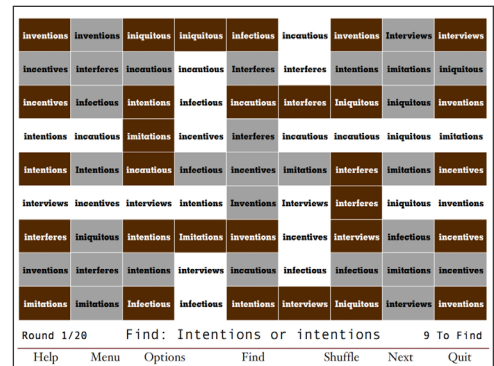 inventions inventions iniquitous iniquitous infectious incautious inventions Interviews interviews
incentives interferes incautious incautious Interferes interferes intentions imitations iniquitous
incentives infectious intentions infectious incautious interferes Iniquitous iniquitous inventions
intentions incautious imitations incentives interferes incautious incautious iniquitous imitations
intentions Intentions incautious infectious incentives imitations interferes imitations incentives
interviews incentives interviews intentions Inventions Interviews interferes iniquitous inventions
interferes iniquitous intentions Imitations inventions incentives interviews infectious incentives
inventions interferes intentions interviews incautious infectious infectious imitations incentives
imitations imitations Infectious infectious intentions interviews Iniquitous interviews inventions
Round 1/20 Find: Intentions or intentions 9 To Find
Help Menu Options Find Shuffle Next Quit